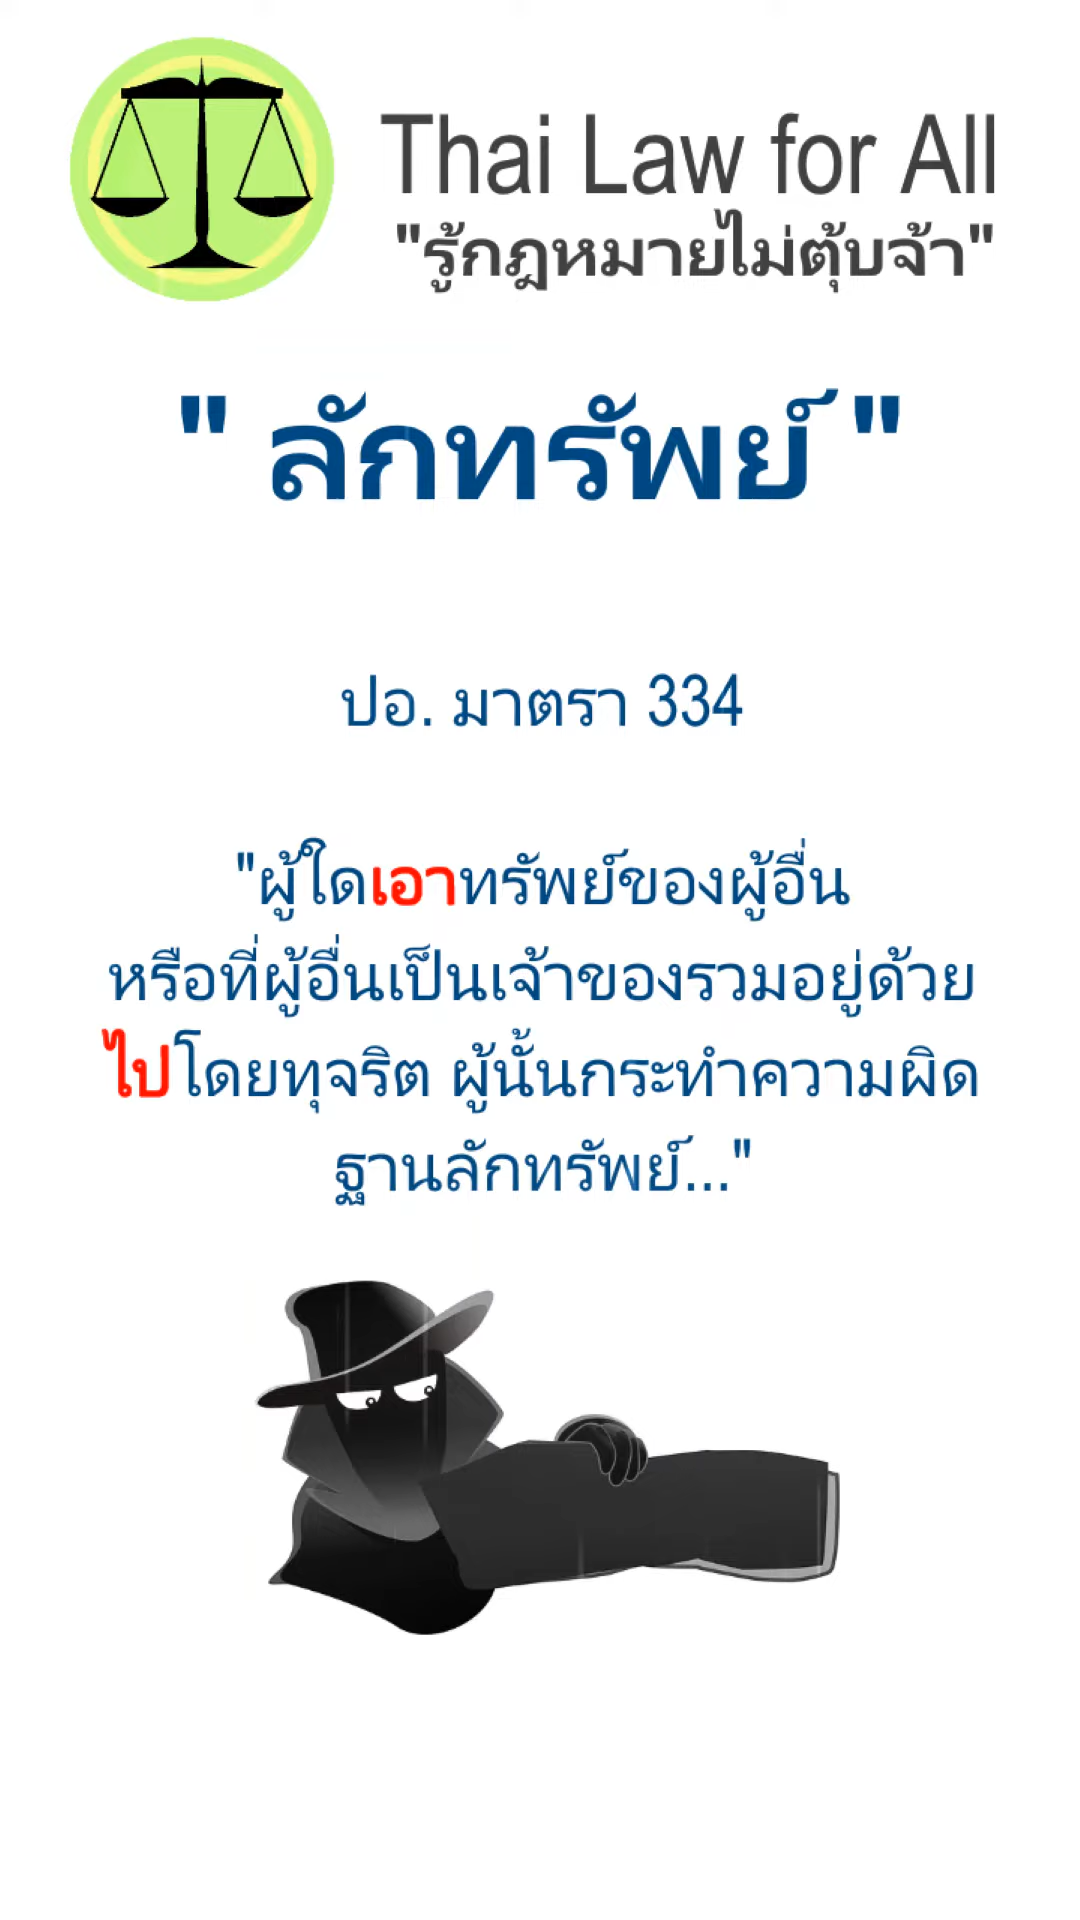 Thai Law for All
"รู้กฎหมายไม่ตุ้บจ้า"
" ลักทรัพย์ "
ปอ. มาตรา 334
"ผู้ใดเอาทรัพย์ของผู้อื่น
หรือที่ผู้อื่นเป็นเจ้าของรวมอยู่ด้วย
ไปโดยทุจริต ผู้นั้นกระทำความผิด
ฐานลักทรัพย์..."